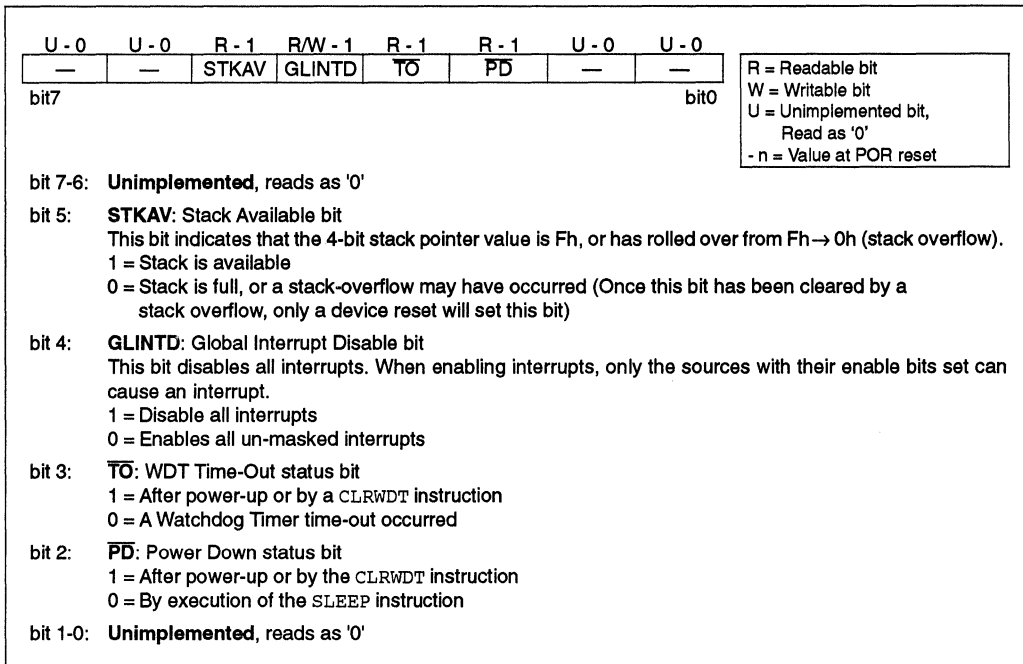 U - 0 U - 0 R - 1 R/W - 1 R - 1 R - 1 U - 0 U - 0
— — STKAV GLINTD T̅O̅ P̅D̅ — —
bit7 bit0
R = Readable bit
W = Writable bit
U = Unimplemented bit,
Read as '0'
- n = Value at POR reset
bit 7-6: Unimplemented, reads as '0'
bit 5: STKAV: Stack Available bit
This bit indicates that the 4-bit stack pointer value is Fh, or has rolled over from Fh→ 0h (stack overflow).
1 = Stack is available
0 = Stack is full, or a stack-overflow may have occurred (Once this bit has been cleared by a
stack overflow, only a device reset will set this bit)
bit 4: GLINTD: Global Interrupt Disable bit
This bit disables all interrupts. When enabling interrupts, only the sources with their enable bits set can
cause an interrupt.
1 = Disable all interrupts
0 = Enables all un-masked interrupts
bit 3: T̅O̅: WDT Time-Out status bit
1 = After power-up or by a CLRWDT instruction
0 = A Watchdog Timer time-out occurred
bit 2: P̅D̅: Power Down status bit
1 = After power-up or by the CLRWDT instruction
0 = By execution of the SLEEP instruction
bit 1-0: Unimplemented, reads as '0'